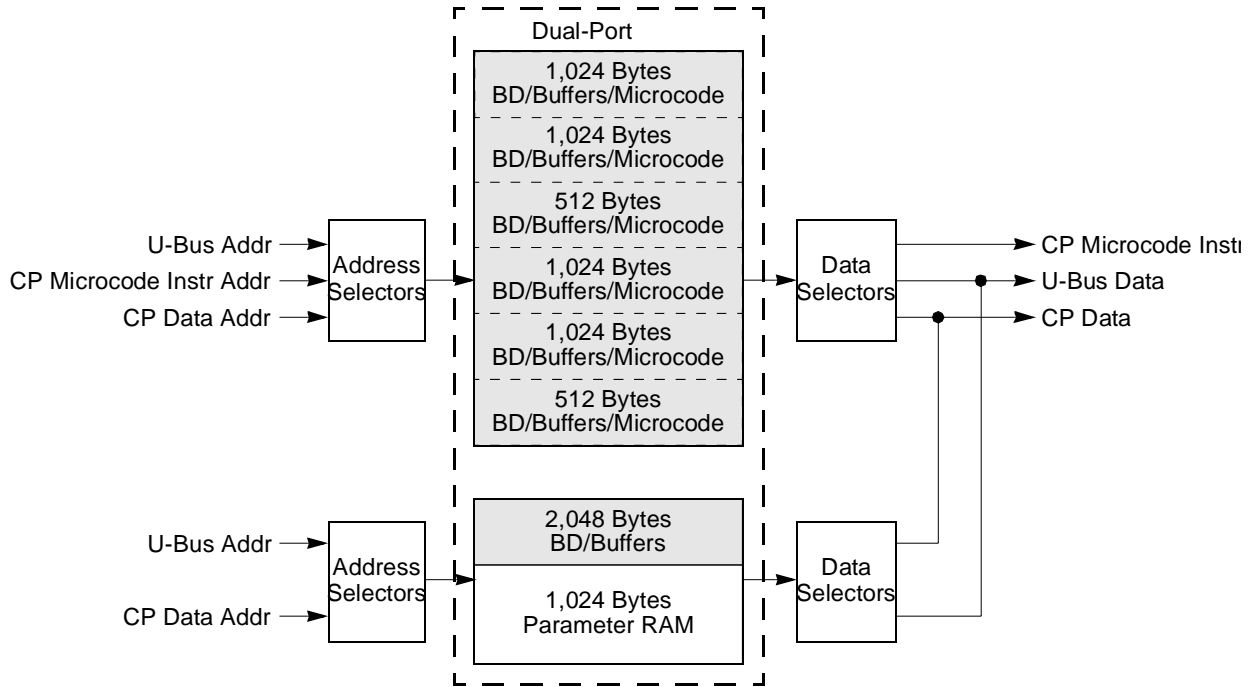 Dual-Port
1,024 Bytes
BD/Buffers/Microcode
1,024 Bytes
BD/Buffers/Microcode
512 Bytes
BD/Buffers/Microcode
1,024 Bytes
BD/Buffers/Microcode
1,024 Bytes
BD/Buffers/Microcode
512 Bytes
BD/Buffers/Microcode
U-Bus Addr
CP Microcode Instr Addr
CP Data Addr
Address
Selectors
Data
Selectors
CP Microcode Instr
U-Bus Data
CP Data
U-Bus Addr
CP Data Addr
Address
Selectors
2,048 Bytes
BD/Buffers
1,024 Bytes
Parameter RAM
Data
Selectors